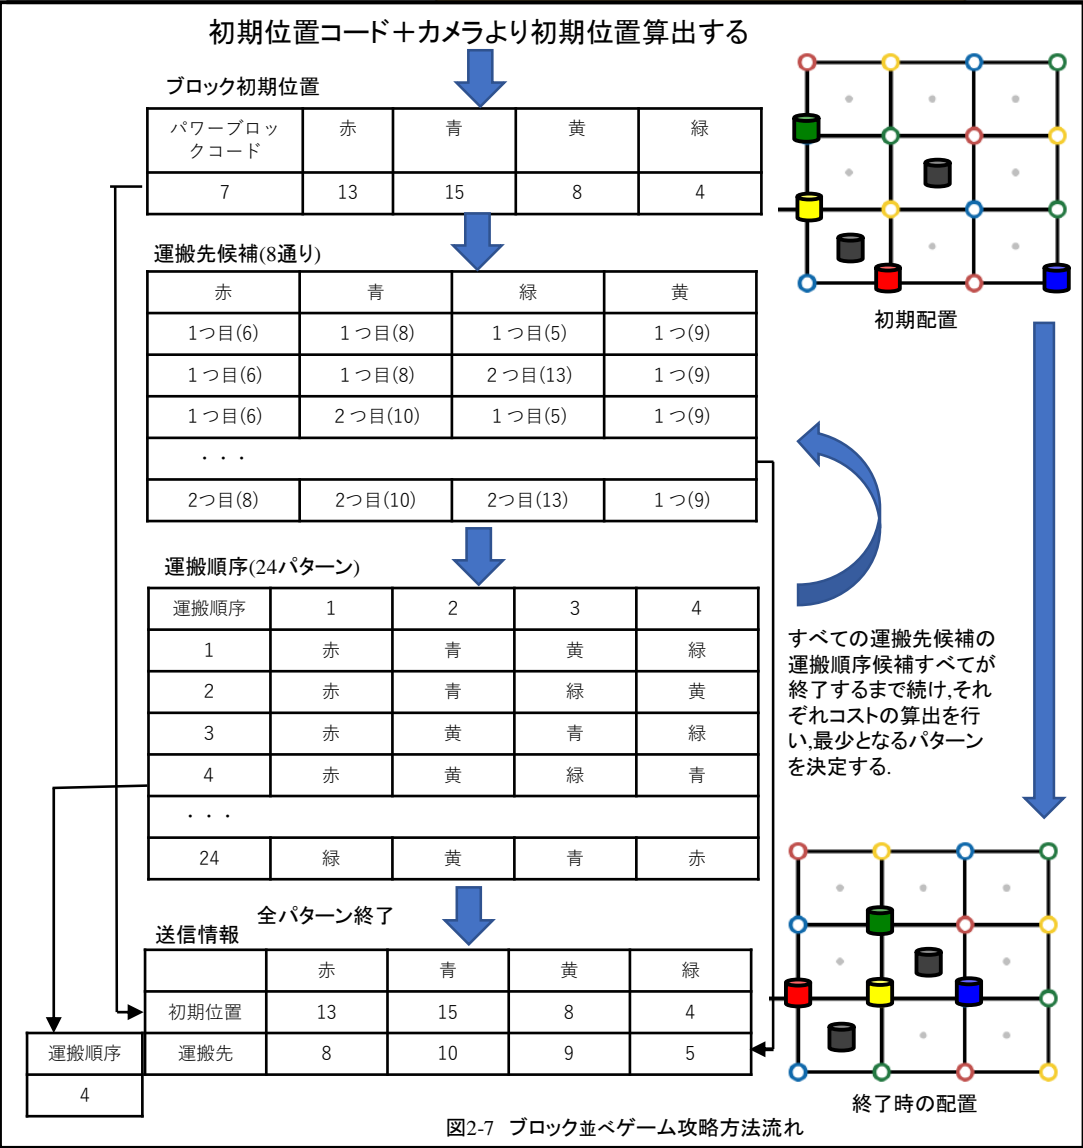 初期位置コード＋カメラより初期位置算出する
ブロック初期位置
パワーブロックコード 赤 青 黄 緑
7 13 15 8 4
運搬先候補(8通り)
赤 青 緑 黄
1つ目(6) 1つ目(8) 1つ目(5) 1つ(9)
1つ目(6) 1つ目(8) 2つ目(13) 1つ(9)
1つ目(6) 2つ目(10) 1つ目(5) 1つ(9)
・・・
2つ目(8) 2つ目(10) 2つ目(13) 1つ(9)
運搬順序(24パターン)
運搬順序 1 2 3 4
1 赤 青 黄 緑
2 赤 青 緑 黄
3 赤 黄 青 緑
4 赤 黄 緑 青
・・・
24 緑 黄 青 赤
全パターン終了
送信情報
赤 青 黄 緑
初期位置 13 15 8 4
運搬先 8 10 9 5
運搬順序
4
初期配置
すべての運搬先候補の
運搬順序候補すべてが
終了するまで続け,それ
ぞれコストの算出を行
い,最少となるパターン
を決定する.
終了時の配置
図2-7 ブロック並べゲーム攻略方法流れ